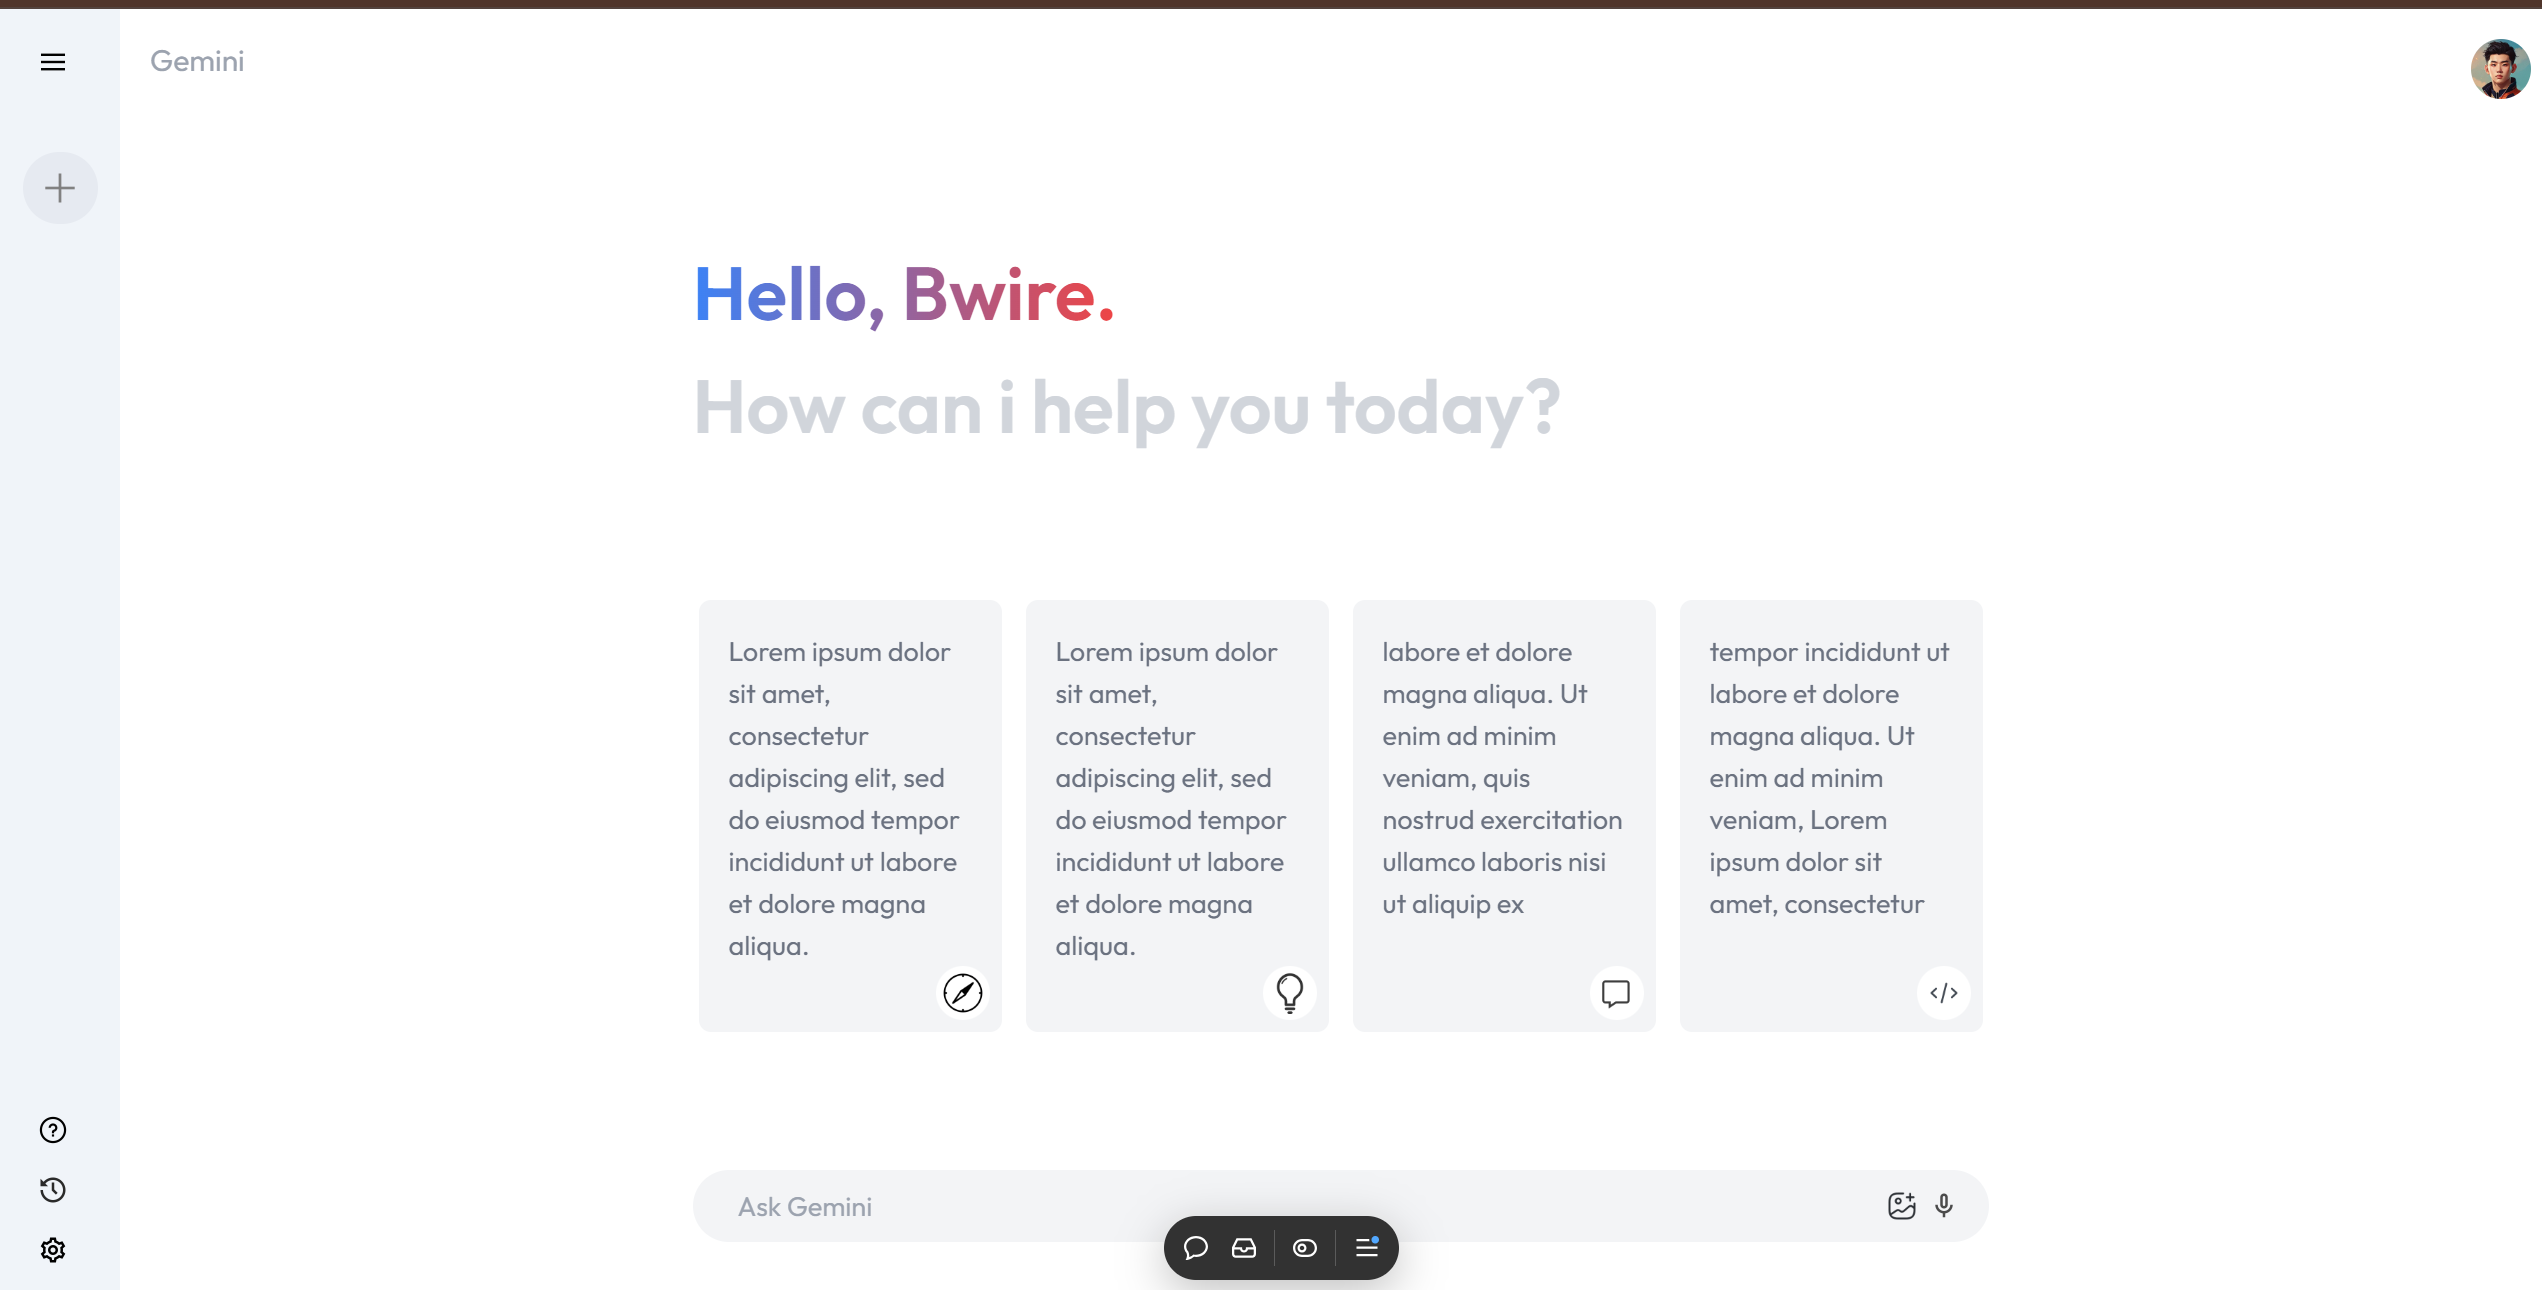 Gemini
Hello, Bwire.
How can i help you today?
Lorem ipsum dolor
sit amet,
consectetur
adipiscing elit, sed
do eiusmod tempor
incididunt ut labore
et dolore magna
aliqua.
Lorem ipsum dolor
sit amet,
consectetur
adipiscing elit, sed
do eiusmod tempor
incididunt ut labore
et dolore magna
aliqua.
labore et dolore
magna aliqua. Ut
enim ad minim
veniam, quis
nostrud exercitation
ullamco laboris nisi
ut aliquip ex
tempor incididunt ut
labore et dolore
magna aliqua. Ut
enim ad minim
veniam, Lorem
ipsum dolor sit
amet, consectetur
Ask Gemini